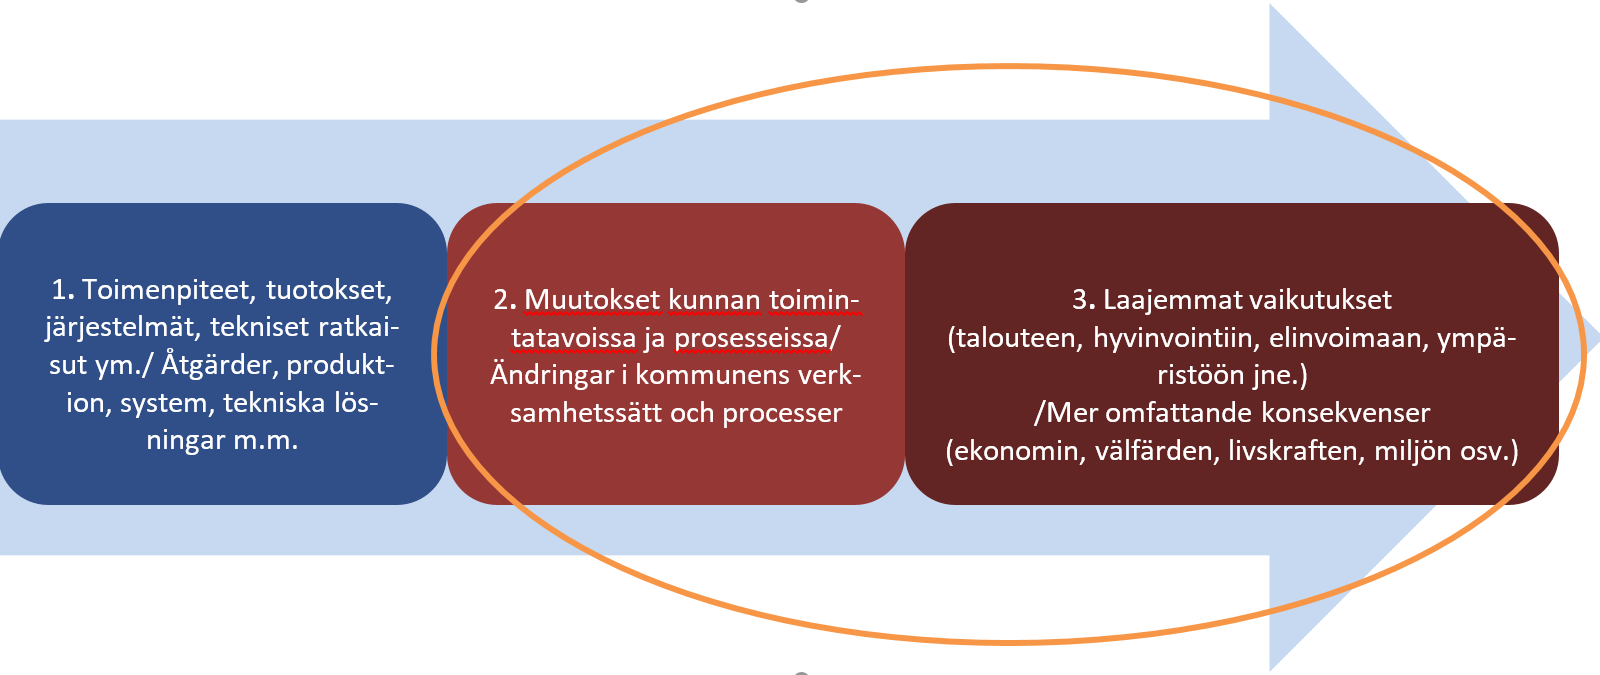 1. Toimenpiteet, tuotokset,
järjestelmät, tekniset ratkai-
sut ym./ Åtgärder, produkt-
ion, system, tekniska lös-
ningar m.m.
2. Muutokset kunnan toimin-
tatavoissa ja prosesseissa/
Ändringar i kommunens verk-
samhetssätt och processer
3. Laajemmat vaikutukset
(talouteen, hyvinvointiin, elinvoimaan, ympä-
ristöön jne.)
/Mer omfattande konsekvenser
(ekonomin, välfärden, livskraften, miljön osv.)